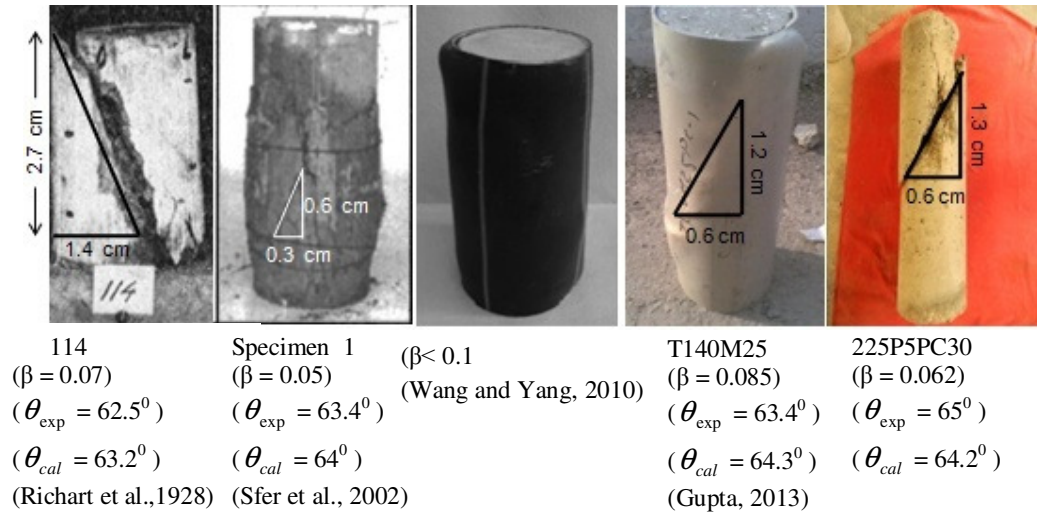 2.7 cm
1.4 cm
114
0.6 cm
0.3 cm
1.2 cm
0.6 cm
1.3 cm
0.6 cm
114
(β = 0.07)
(θexp = 62.5⁰ )
(θcal = 63.2⁰ )
(Richart et al.,1928)
Specimen 1
(β = 0.05)
(θexp = 63.4⁰ )
(θcal = 64⁰ )
(Sfer et al., 2002)
(β< 0.1
(Wang and Yang, 2010)
T140M25
(β = 0.085)
(θexp = 63.4⁰ )
(θcal = 64.3⁰ )
(Gupta, 2013)
225P5PC30
(β = 0.062)
(θexp = 65⁰ )
(θcal = 64.2⁰ )